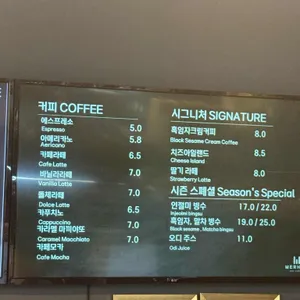 커피 COFFEE
에스프레소
Espresso 5.0
아메리카노 5.8
Aericano
카페라떼 6.5
Cafe Latte
바닐라라떼 7.0
Vanilla Latte
돌체라떼 7.0
Dolce Latte
카푸치노 7.0
Cappuccino
카라멜 마끼아또 7.0
Caramel Macchiato
카페모카 7.0
Cafe Mocha
시그니처 SIGNATURE
흑임자크림커피 8.0
Black Sesame Cream Coffee
치즈아일랜드 8.5
Cheese Island
딸기 라떼 8.0
Strawberry Latte
시즌 스페셜 Season's Special
인절미 빙수 17.0 / 22.0
Injeolmi bingsu
흑임자, 말차 빙수 19.0 / 25.0
Black sesame, Matcha bingsu
오디 주스 11.0
Odi Juice